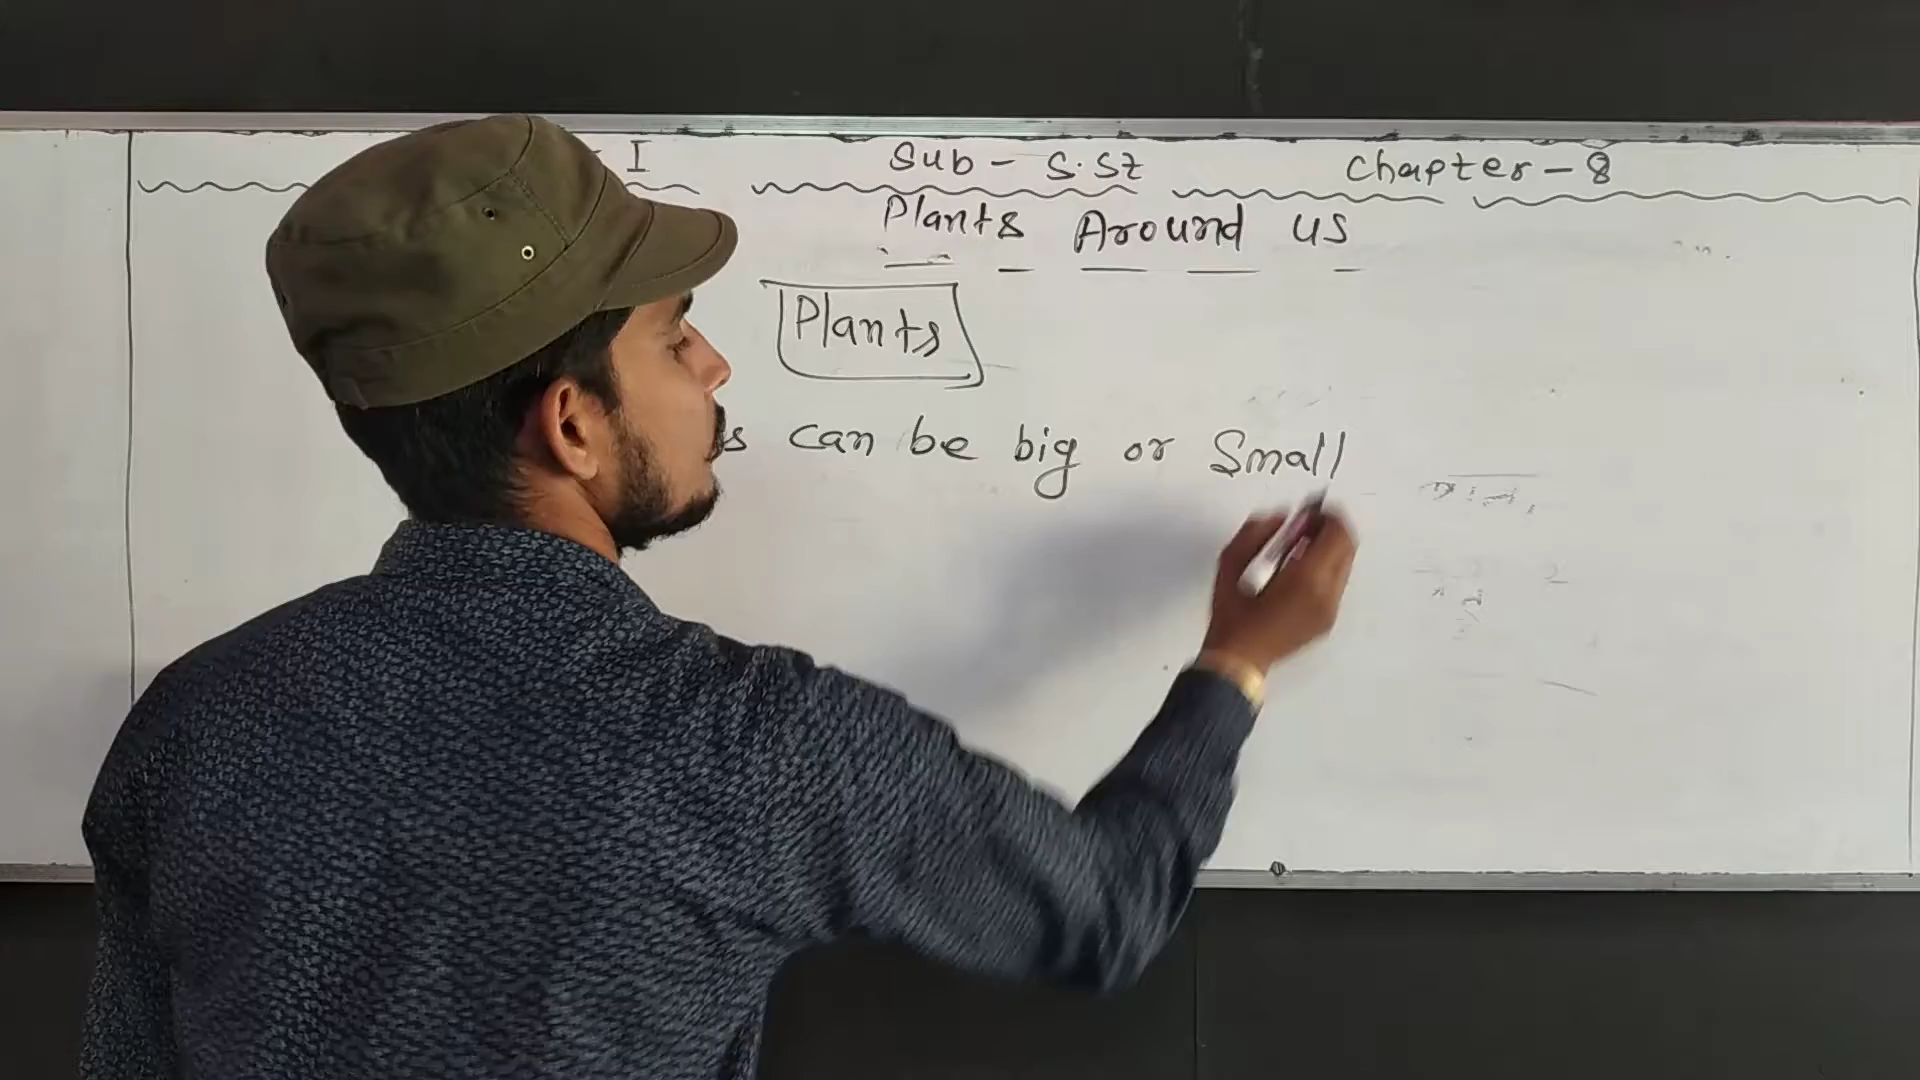 - I Sub - S.St Chapter - 8
Plants Around us
Plants
s can be big or Small